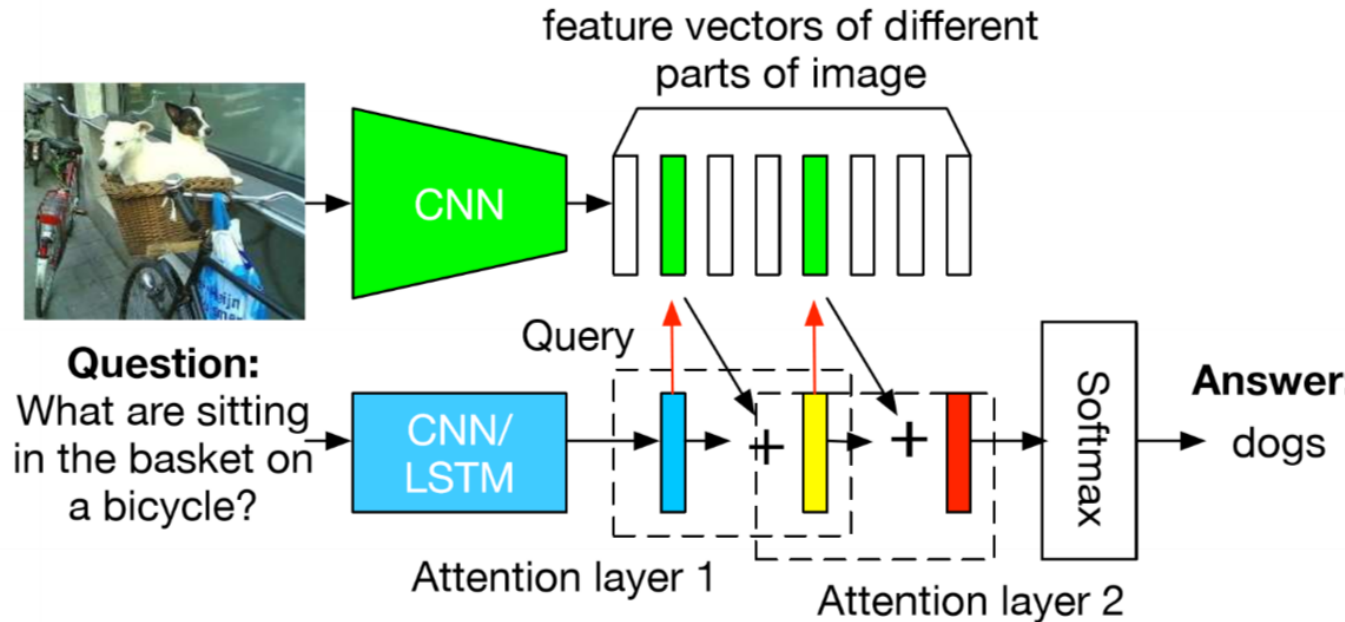 feature vectors of different
parts of image
CNN
Query
Question:
What are sitting
in the basket on
a bicycle?
CNN/
LSTM
Softmax
Answer:
dogs
Attention layer 1
Attention layer 2